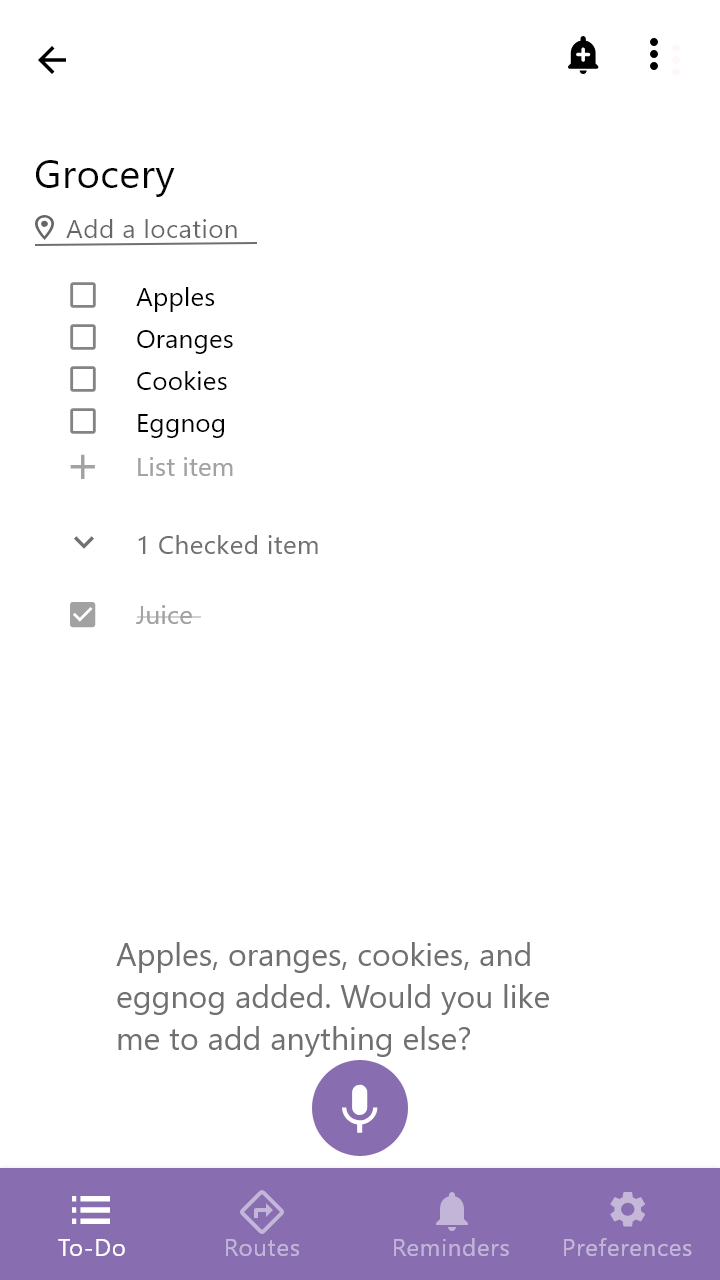 Grocery
Add a location
Apples
Oranges
Cookies
Eggnog
List item
1 Checked item
Juice
Apples, oranges, cookies, and
eggnog added. Would you like
me to add anything else?
To-Do Routes Reminders Preferences